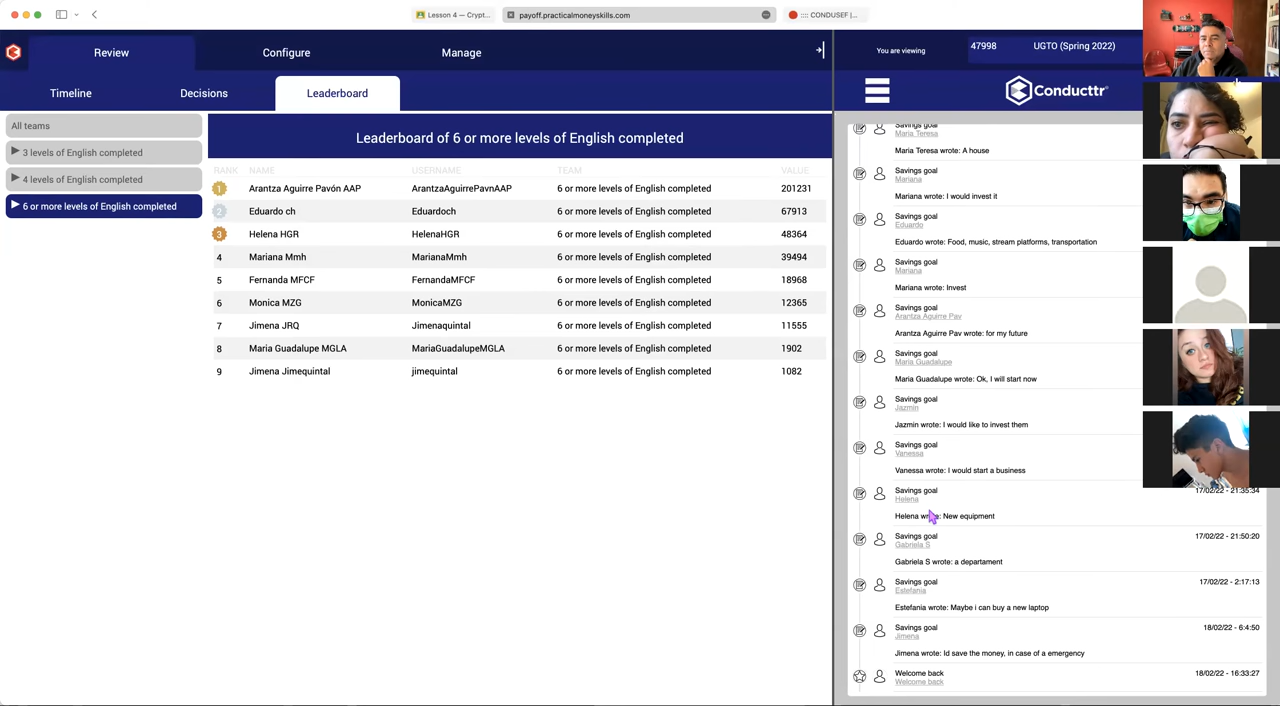 Lesson 4 — Crypt...
payoff.practicalmoneyskills.com
:::: CONDUSEF |...
Review
Configure
Manage
Timeline
Decisions
Leaderboard
All teams
3 levels of English completed
4 levels of English completed
6 or more levels of English completed
Leaderboard of 6 or more levels of English completed
RANK NAME USERNAME TEAM VALUE
1 Arantza Aguirre Pavón AAP ArantzaAguirrePavnAAP 6 or more levels of English completed 201231
2 Eduardo ch Eduardoch 6 or more levels of English completed 67913
3 Helena HGR HelenaHGR 6 or more levels of English completed 48364
4 Mariana Mmh MarianaMmh 6 or more levels of English completed 39494
5 Fernanda MFCF FernandaMFCF 6 or more levels of English completed 18968
6 Monica MZG MonicaMZG 6 or more levels of English completed 12365
7 Jimena JRQ Jimenaquintal 6 or more levels of English completed 11555
8 Maria Guadalupe MGLA MariaGuadalupeMGLA 6 or more levels of English completed 1902
9 Jimena Jimequintal jimequintal 6 or more levels of English completed 1082
You are viewing
47998 UGTO (Spring 2022)
Conducttr
Savings goal
Maria Teresa
Maria Teresa wrote: A house
Savings goal
Mariana
Mariana wrote: I would invest it
Savings goal
Eduardo
Eduardo wrote: Food, music, stream platforms, transportation
Savings goal
Mariana
Mariana wrote: Invest
Savings goal
Arantza Aguirre Pav
Arantza Aguirre Pav wrote: for my future
Savings goal
Maria Guadalupe
Maria Guadalupe wrote: Ok, I will start now
Savings goal
Jazmin
Jazmin wrote: I would like to invest them
Savings goal
Vanessa
Vanessa wrote: I would start a business
Savings goal 17/02/22 - 21:35:34
Helena
Helena wrote: New equipment
Savings goal 17/02/22 - 21:50:20
Gabriela S
Gabriela S wrote: a departament
Savings goal 17/02/22 - 2:17:13
Estefania
Estefania wrote: Maybe i can buy a new laptop
Savings goal 18/02/22 - 6:4:50
Jimena
Jimena wrote: Id save the money, in case of a emergency
Welcome back 18/02/22 - 16:33:27
Welcome back